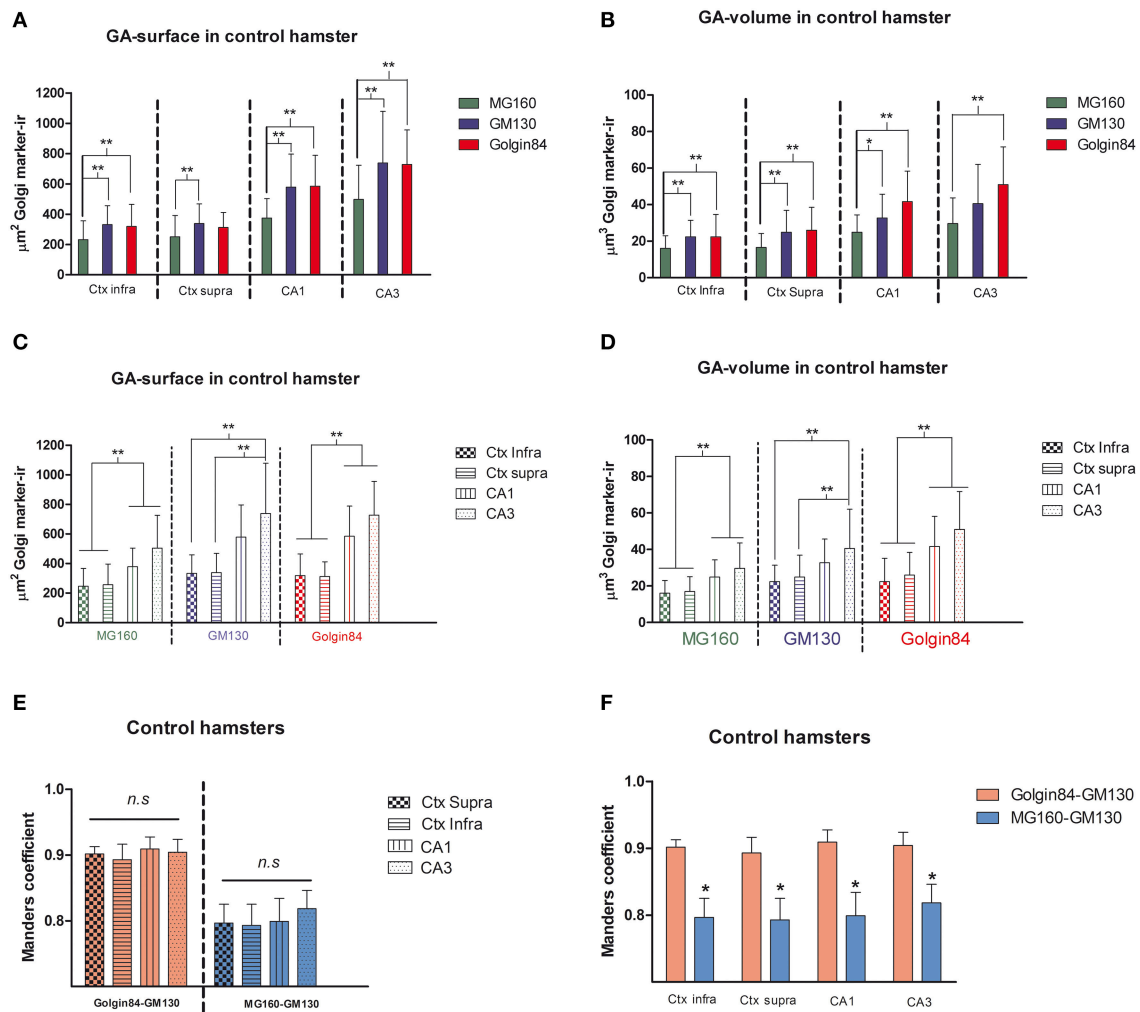 A
GA-surface in control hamster
μm² Golgi marker-ir
1200
1000
800
600
400
200
0
** ** ** ** ** ** **
Ctx infra Ctx supra CA1 CA3
MG160
GM130
Golgin84
B
GA-volume in control hamster
μm³ Golgi marker-ir
100
80
60
40
20
0
** ** ** ** * ** **
Ctx Infra Ctx Supra CA1 CA3
MG160
GM130
Golgin84
C
GA-surface in control hamster
μm² Golgi marker-ir
1200
1000
800
600
400
200
0
** ** ** **
MG160 GM130 Golgin84
Ctx Infra
Ctx supra
CA1
CA3
D
GA-volume in control hamster
μm³ Golgi marker-ir
100
80
60
40
20
0
** ** ** **
MG160 GM130 Golgin84
Ctx Infra
Ctx supra
CA1
CA3
E
Control hamsters
Manders coefficient
1.0
0.9
0.8
n.s
n.s
Golgin84-GM130 MG160-GM130
Ctx Supra
Ctx Infra
CA1
CA3
F
Control hamsters
Manders coefficient
1.0
0.9
0.8
* * * *
Ctx infra Ctx supra CA1 CA3
Golgin84-GM130
MG160-GM130